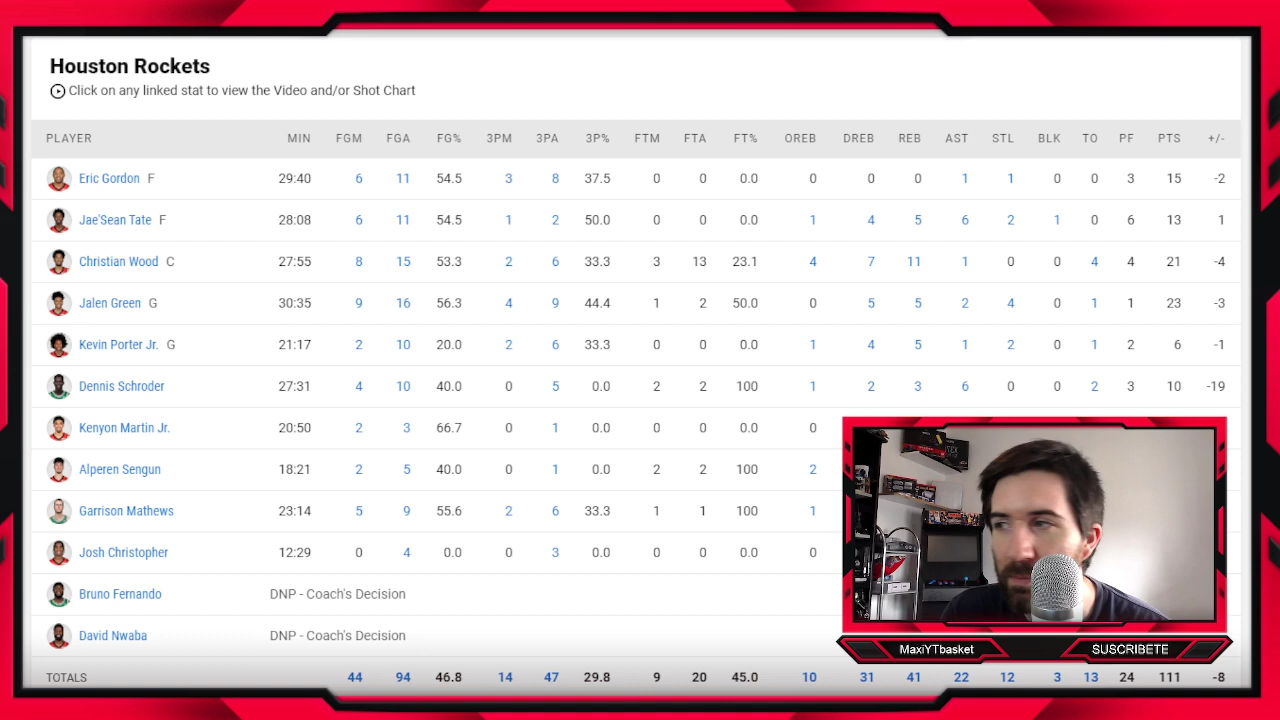 Houston Rockets
Click on any linked stat to view the Video and/or Shot Chart
PLAYER MIN FGM FGA FG% 3PM 3PA 3P% FTM FTA FT% OREB DREB REB AST STL BLK TO PF PTS +/-
Eric Gordon F 29:40 6 11 54.5 3 8 37.5 0 0 0.0 0 0 0 1 1 0 0 3 15 -2
Jae'Sean Tate F 28:08 6 11 54.5 1 2 50.0 0 0 0.0 1 4 5 6 2 1 0 6 13 1
Christian Wood C 27:55 8 15 53.3 2 6 33.3 3 13 23.1 4 7 11 1 0 0 4 4 21 -4
Jalen Green G 30:35 9 16 56.3 4 9 44.4 1 2 50.0 0 5 5 2 4 0 1 1 23 -3
Kevin Porter Jr. G 21:17 2 10 20.0 2 6 33.3 0 0 0.0 1 4 5 1 2 0 1 2 6 -1
Dennis Schroder 27:31 4 10 40.0 0 5 0.0 2 2 100 1 2 3 6 0 0 2 3 10 -19
Kenyon Martin Jr. 20:50 2 3 66.7 0 1 0.0 0 0 0.0 0
Alperen Sengun 18:21 2 5 40.0 0 1 0.0 2 2 100 2
Garrison Mathews 23:14 5 9 55.6 2 6 33.3 1 1 100 1
Josh Christopher 12:29 0 4 0.0 0 3 0.0 0 0 0.0 0
Bruno Fernando DNP - Coach's Decision
David Nwaba DNP - Coach's Decision
MaxiYTbasket SUSCRIBETE
TOTALS 44 94 46.8 14 47 29.8 9 20 45.0 10 31 41 22 12 3 13 24 111 -8